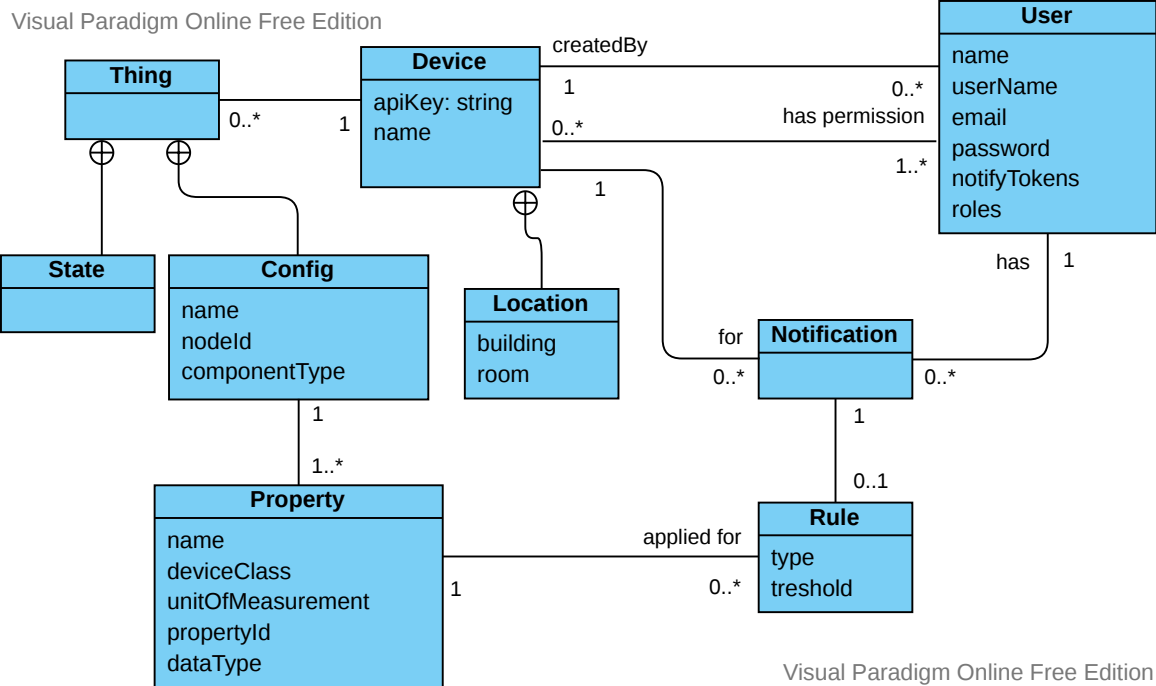 Visual Paradigm Online Free Edition
User
name
userName
email
password
notifyTokens
roles
Device
apiKey: string
name
Thing
createdBy
1
0..*
has permission
0..*
1..*
0..*
1
1
has
1
State
Config
name
nodeId
componentType
Location
building
room
for
0..*
Notification
0..*
1
1..*
1
0..1
Property
name
deviceClass
unitOfMeasurement
propertyId
dataType
applied for
1
0..*
Rule
type
treshold
Visual Paradigm Online Free Edition